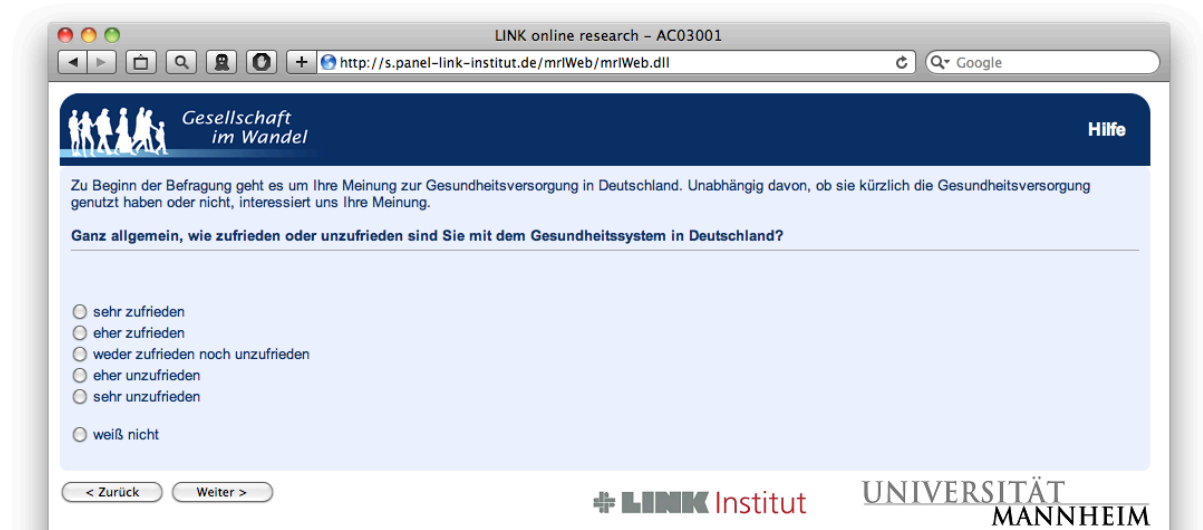 LINK online research – AC03001
http://s.panel-link-institut.de/mrIWeb/mrIWeb.dll
Google
Gesellschaft
im Wandel
Hilfe
Zu Beginn der Befragung geht es um Ihre Meinung zur Gesundheitsversorgung in Deutschland. Unabhängig davon, ob sie kürzlich die Gesundheitsversorgung
genutzt haben oder nicht, interessiert uns Ihre Meinung.
Ganz allgemein, wie zufrieden oder unzufrieden sind Sie mit dem Gesundheitssystem in Deutschland?
sehr zufrieden
eher zufrieden
weder zufrieden noch unzufrieden
eher unzufrieden
sehr unzufrieden
weiß nicht
< Zurück
Weiter >
LINK Institut
UNIVERSITÄT
MANNHEIM